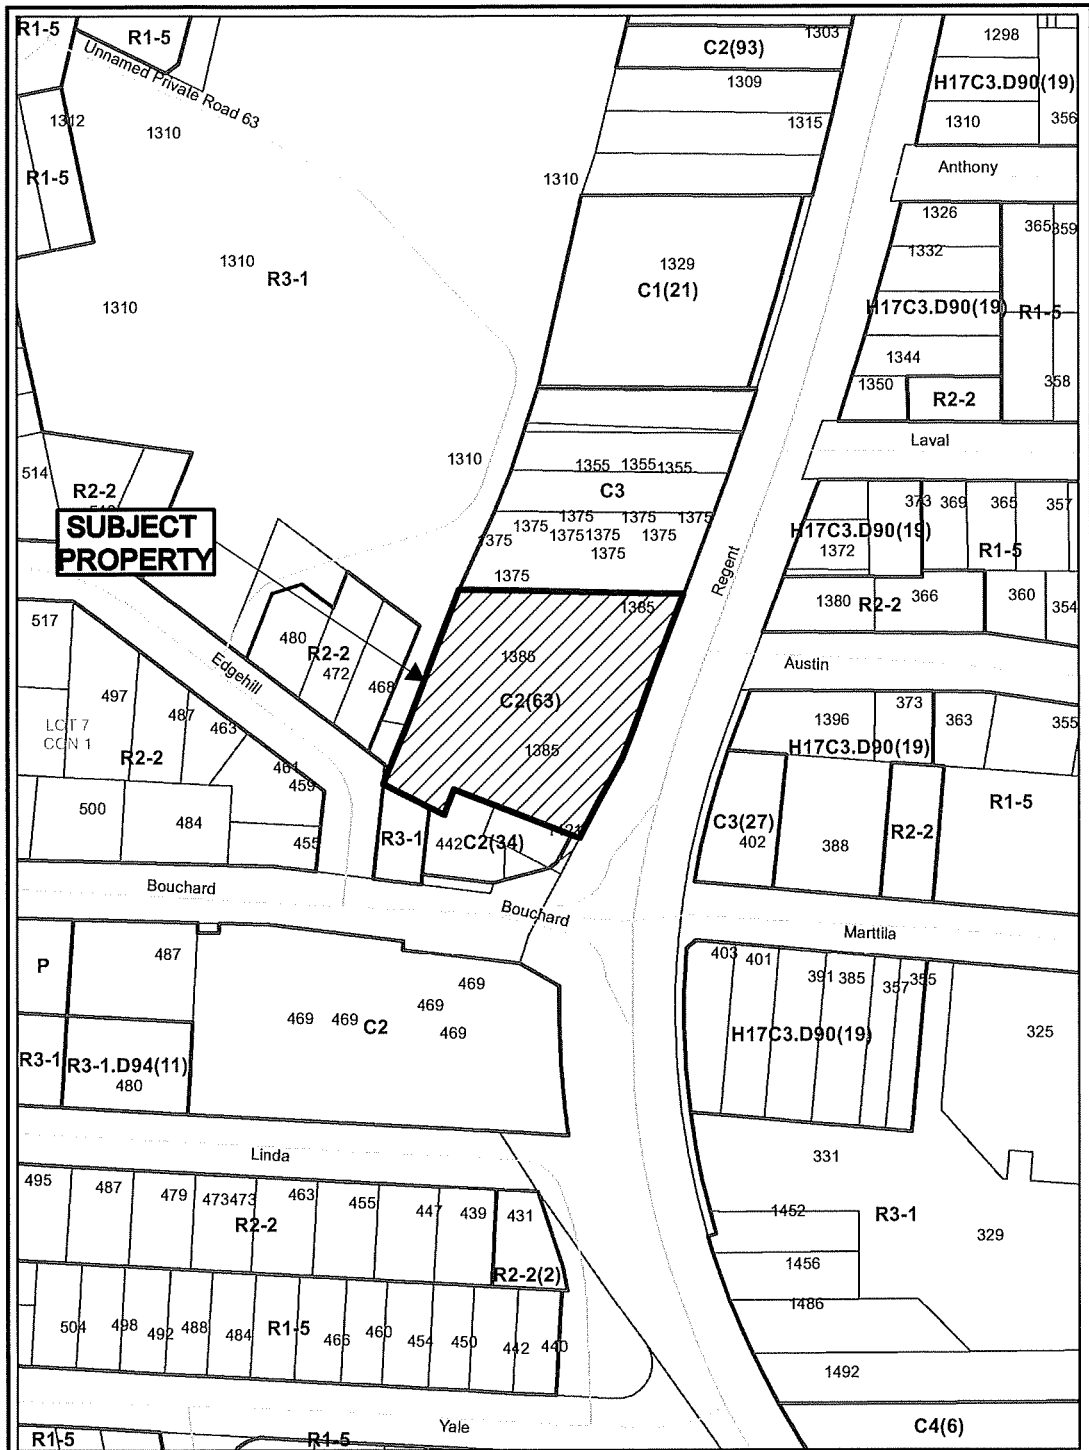 R1-5
R1-5
Unnamed Private Road 63
1312
1310
R1-5
C2(93)
1303
1309
1315
1298
H17C3.D90(19)
1310
356
Anthony
1310
1310
R3-1
1310
1329
C1(21)
1326
365
359
1332
H17C3.D90(19)
R1-5
1344
1350
R2-2
358
Laval
514
R2-2
1310
1355
1355
1355
C3
1375
1375
1375
1375
1375
1375
1375
1375
1375
1375
373
369
365
357
H17C3.D90(19)
1372
R1-5
SUBJECT
PROPERTY
Regent
1380
R2-2
366
360
354
517
480
R2-2
472
468
Edgehill
1385
1385
C2(63)
1385
Austin
497
487
463
LOT 7
CON 1
R2-2
461
459
500
484
455
1396
373
363
355
H17C3.D90(19)
R1-5
C3(27)
402
388
R2-2
R3-1
442
C2(34)
Bouchard
Bouchard
Marttila
P
487
469
469
469
469
469
C2
403
401
391
385
357
355
H17C3.D90(19)
325
R3-1
R3-1.D94(11)
480
Linda
331
495
487
479
473
473
463
455
447
439
431
R2-2
R2-2(2)
1452
R3-1
329
1456
1486
504
498
492
488
484
R1-5
466
460
454
450
442
440
1492
Yale
C4(6)
R1-5
R1-5